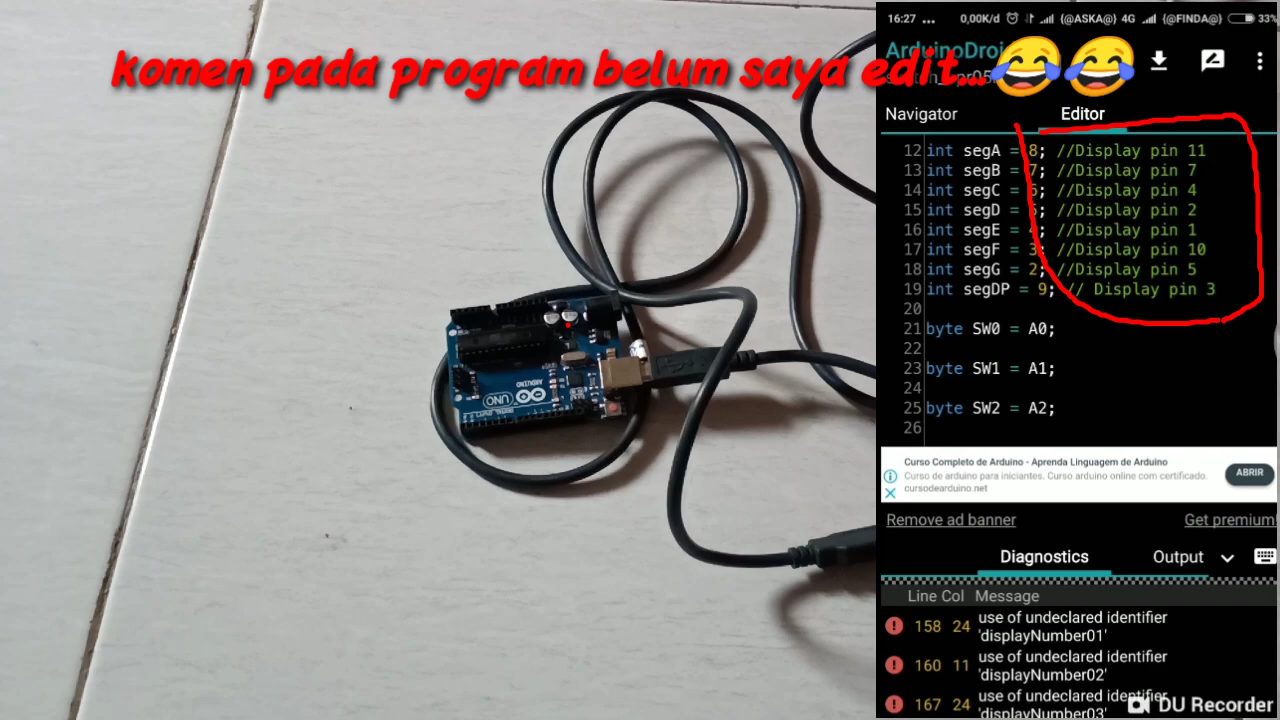 komen pada program belum saya edit... 😂😂
16:27 ... 0,00K/d {@ASKA@} 4G {@FINDA@} 33%
ArduinoDroi
Navigator Editor
12 int segA = 8; //Display pin 11
13 int segB = 7; //Display pin 7
14 int segC = 6; //Display pin 4
15 int segD = 5; //Display pin 2
16 int segE = 4; //Display pin 1
17 int segF = 3; //Display pin 10
18 int segG = 2; //Display pin 5
19 int segDP = 9; // Display pin 3
20
21 byte SW0 = A0;
22
23 byte SW1 = A1;
24
25 byte SW2 = A2;
26
Curso Completo de Arduino - Aprenda Linguagem de Arduino
Curso de arduino para iniciantes. Curso arduino online com certificado.
cursodearduino.net
ABRIR
Remove ad banner Get premium!
Diagnostics Output
Line Col Message
158 24 use of undeclared identifier
'displayNumber01'
160 11 use of undeclared identifier
'displayNumber02'
167 24 use of undeclared identifier
'displayNumber03'
DU Recorder
ARDUINO
UNO